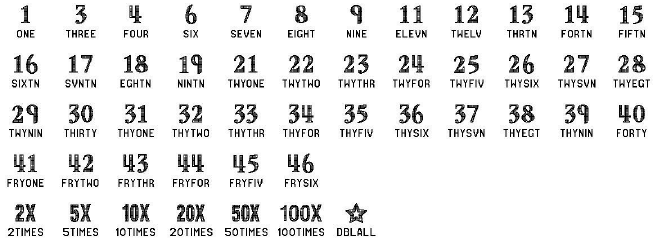 1 3 4 6 7 8 9 11 12 13 14 15
ONE THREE FOUR SIX SEVEN EIGHT NINE ELEVN TWELV THRTN FORTN FIFTN
16 17 18 19 21 22 23 24 25 26 27 28
SIXTN SVNTN EGHTN NINTN TWYONE TWYTWO TWYTHR TWYFOR TWYFIV TWYSIX TWYSVN TWYEGT
29 30 31 32 33 34 35 36 37 38 39 40
TWYNIN THIRTY THYONE THYTWO THYTHR THYFOR THYFIV THYSIX THYSVN THYEGT THYNIN FORTY
41 42 43 44 45 46
FRYONE FRYTWO FRYTHR FRYFOR FRYFIV FRYSIX
2X 5X 10X 20X 50X 100X
2TIMES 5TIMES 10TIMES 20TIMES 50TIMES 100TIMES DBLALL